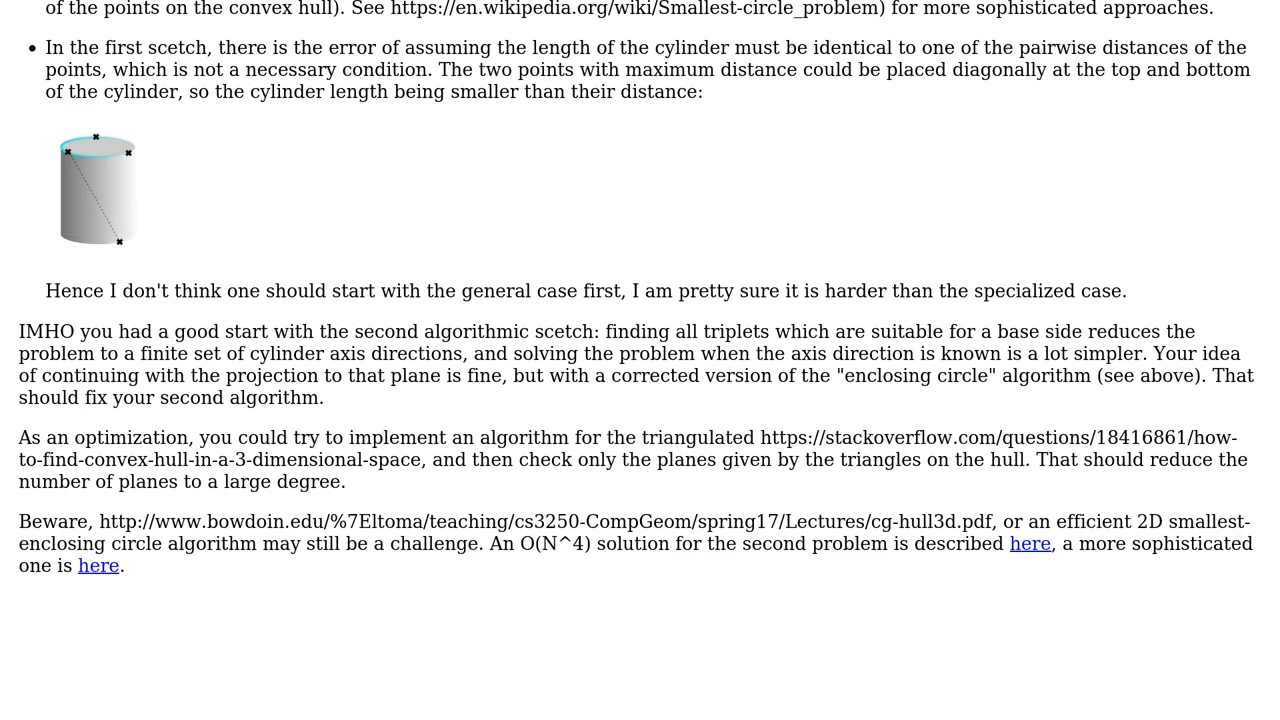 of the points on the convex hull). See https://en.wikipedia.org/wiki/Smallest-circle_problem) for more sophisticated approaches.
In the first scetch, there is the error of assuming the length of the cylinder must be identical to one of the pairwise distances of the
points, which is not a necessary condition. The two points with maximum distance could be placed diagonally at the top and bottom
of the cylinder, so the cylinder length being smaller than their distance:
Hence I don't think one should start with the general case first, I am pretty sure it is harder than the specialized case.
IMHO you had a good start with the second algorithmic scetch: finding all triplets which are suitable for a base side reduces the
problem to a finite set of cylinder axis directions, and solving the problem when the axis direction is known is a lot simpler. Your idea
of continuing with the projection to that plane is fine, but with a corrected version of the "enclosing circle" algorithm (see above). That
should fix your second algorithm.
As an optimization, you could try to implement an algorithm for the triangulated https://stackoverflow.com/questions/18416861/how-
to-find-convex-hull-in-a-3-dimensional-space, and then check only the planes given by the triangles on the hull. That should reduce the
number of planes to a large degree.
Beware, http://www.bowdoin.edu/%7Eltoma/teaching/cs3250-CompGeom/spring17/Lectures/cg-hull3d.pdf, or an efficient 2D smallest-
enclosing circle algorithm may still be a challenge. An O(N^4) solution for the second problem is described here, a more sophisticated
one is here.